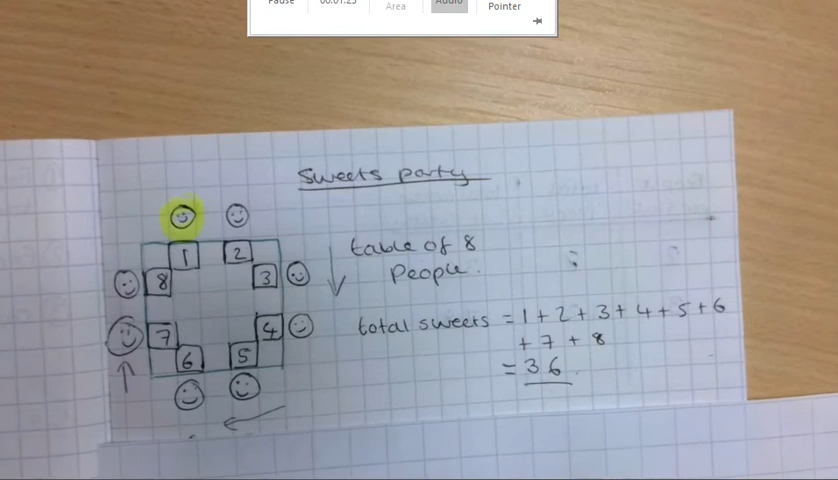 Pause 00:01:25 Area Audio Pointer
Sweets party
1 2
8 3
7 4
6 5
table of 8
people.
total sweets = 1 + 2 + 3 + 4 + 5 + 6
+ 7 + 8
= 36